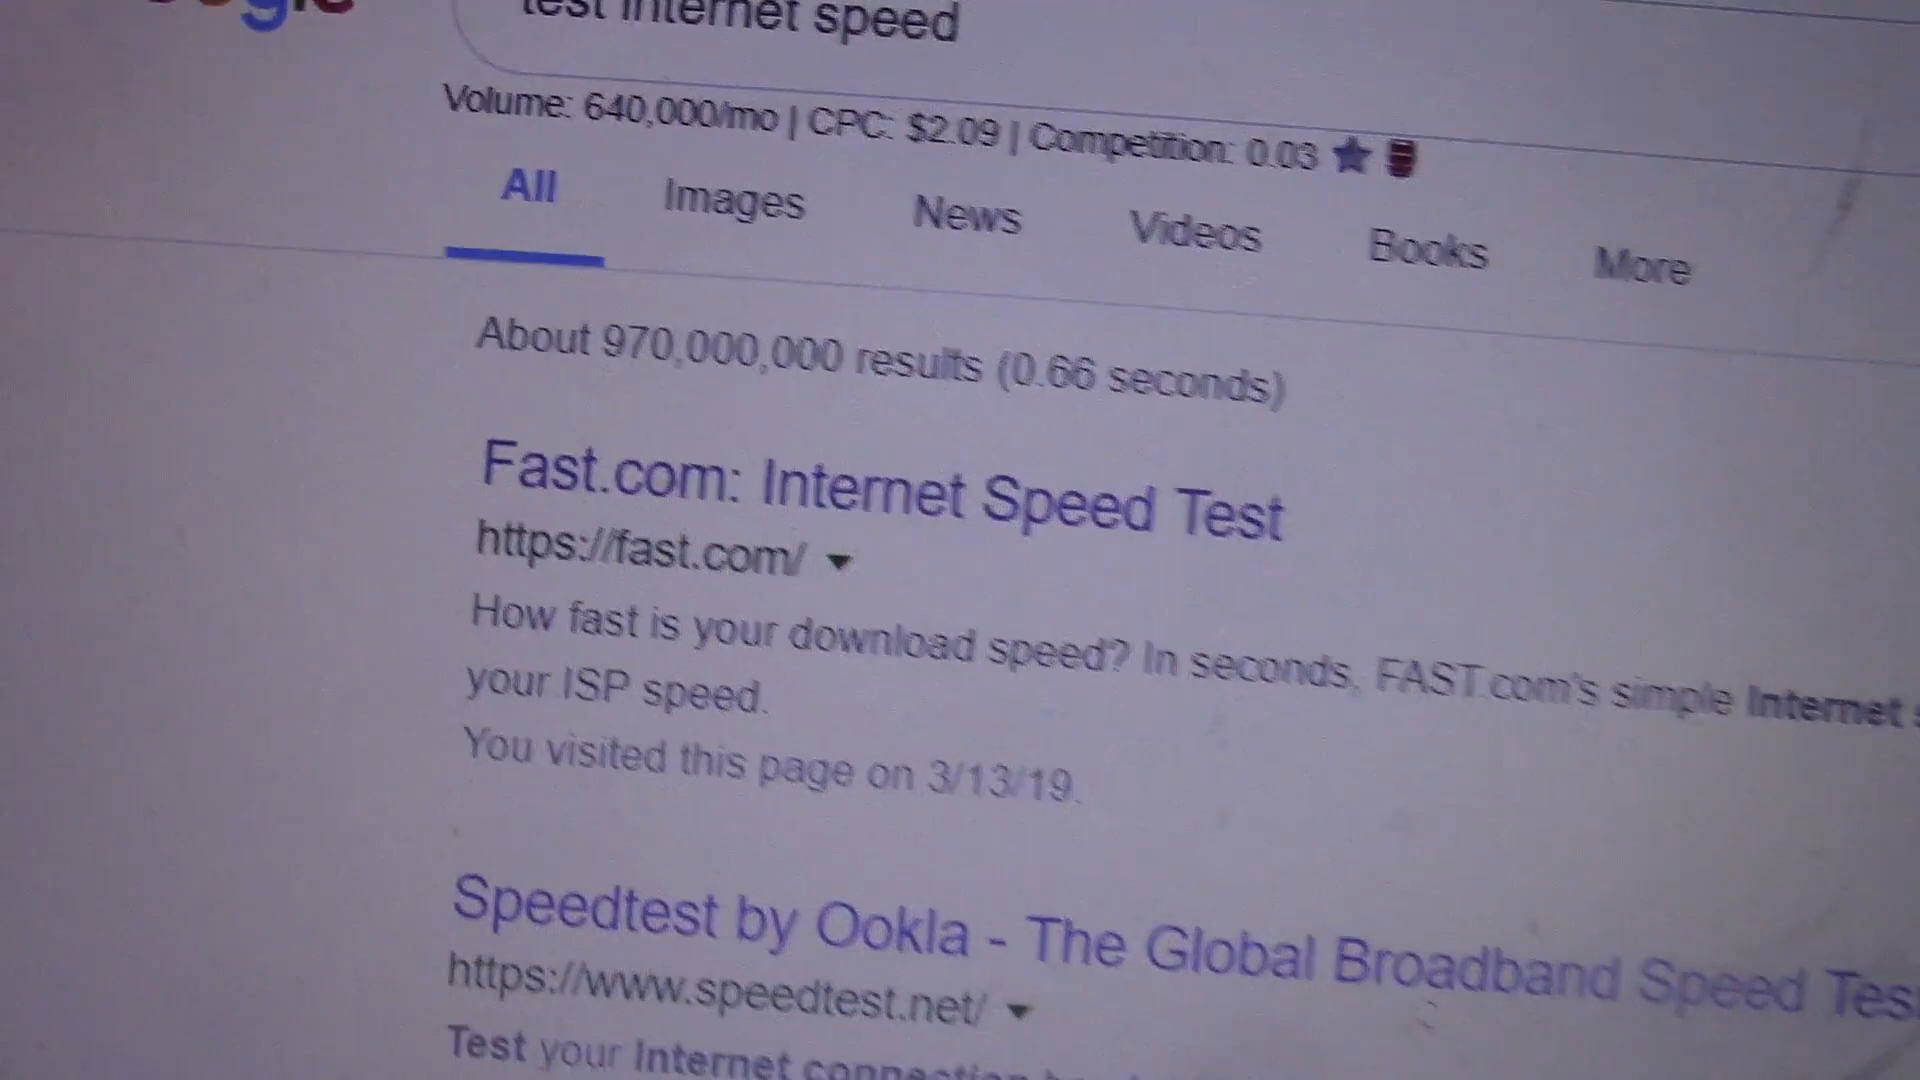 test internet speed
Volume: 640,000/mo | CPC: $2.09 | Competition: 0.03
All Images News Videos Books More
About 970,000,000 results (0.66 seconds)
Fast.com: Internet Speed Test
https://fast.com/
How fast is your download speed? In seconds, FAST.com's simple Internet
your ISP speed.
You visited this page on 3/13/19.
Speedtest by Ookla - The Global Broadband Speed Test
https://www.speedtest.net/
Test your Internet connection